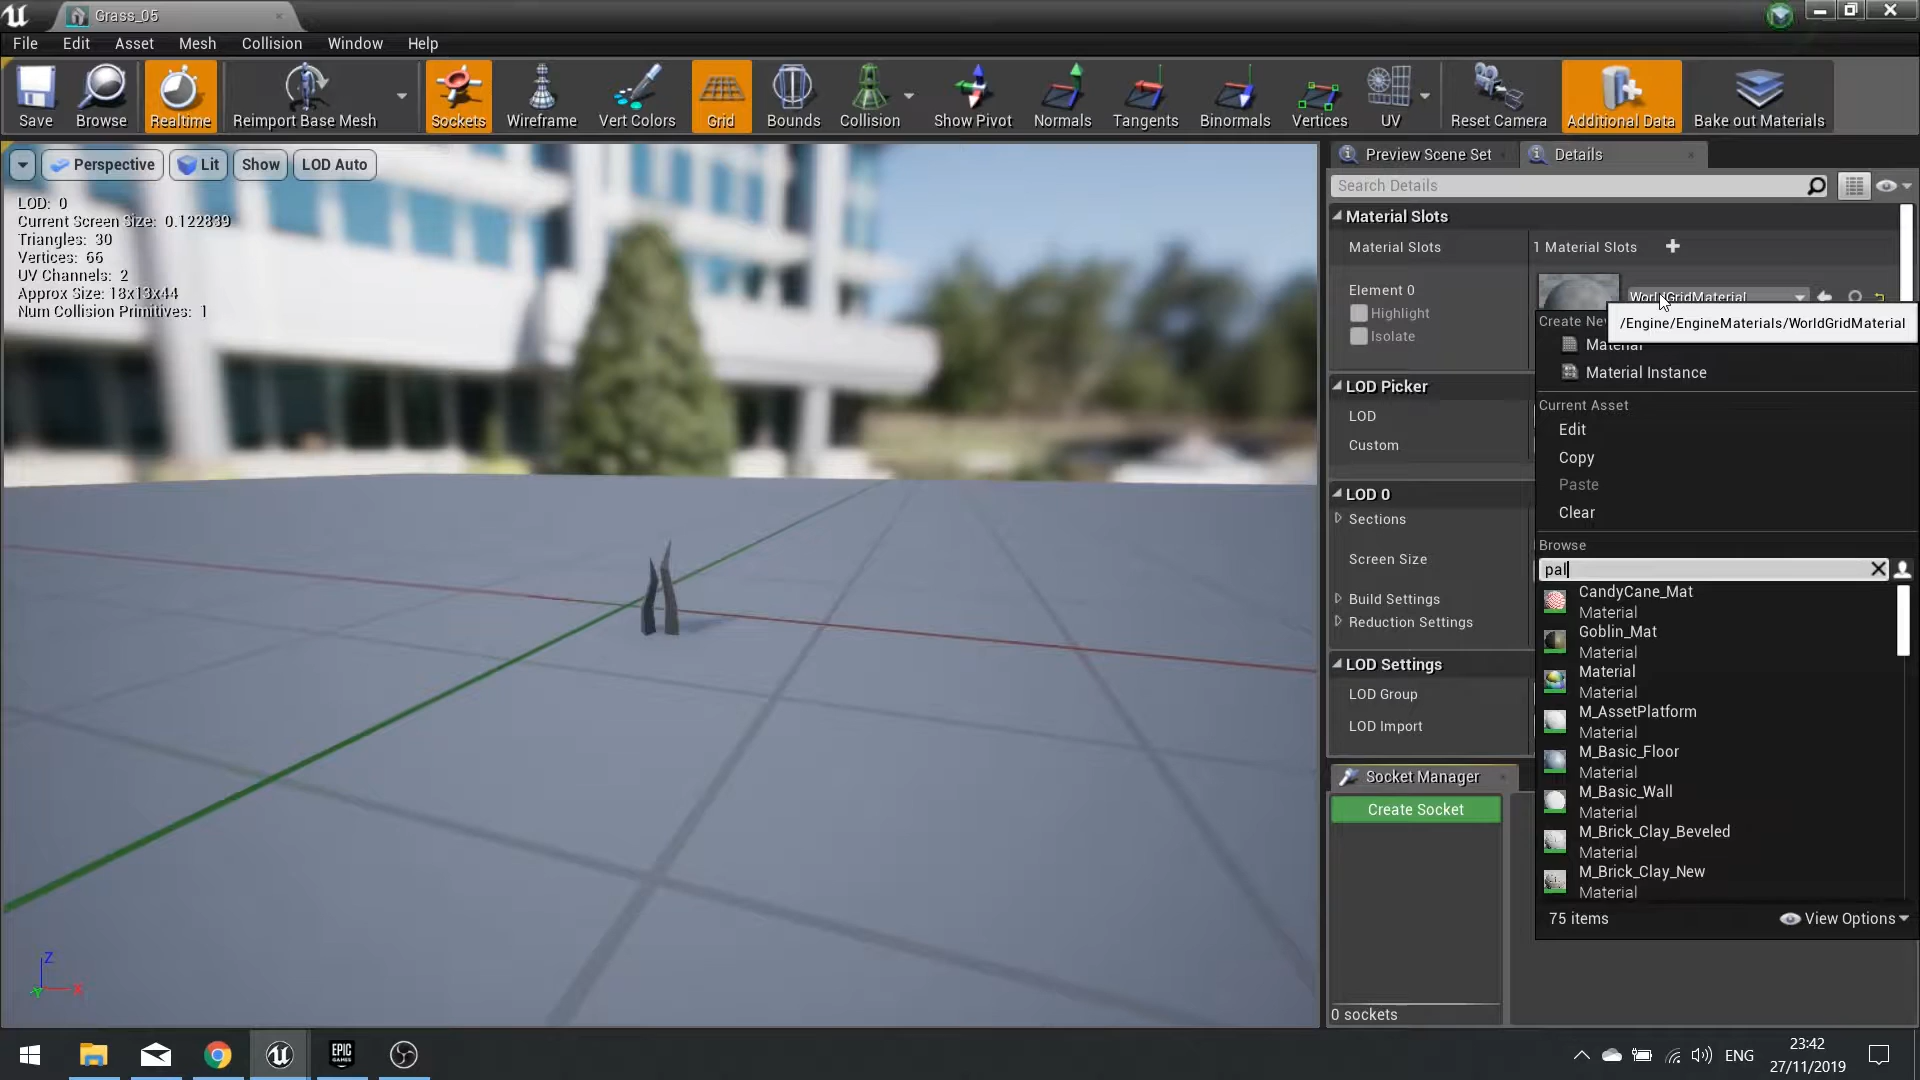 Grass_05
File Edit Asset Mesh Collision Window Help
Save Browse Realtime Reimport Base Mesh Sockets Wireframe Vert Colors Grid Bounds Collision Show Pivot Normals Tangents Binormals Vertices UV Reset Camera Additional Data Bake out Materials
Perspective Lit Show LOD Auto
LOD: 0
Current Screen Size: 0.122839
Triangles: 30
Vertices: 66
UV Channels: 2
Approx Size: 18x13x44
Num Collision Primitives: 1
Z
Y X
Preview Scene Set Details
Search Details
Material Slots
Material Slots 1 Material Slots
Element 0
Highlight
Isolate
WorldGridMaterial
/Engine/EngineMaterials/WorldGridMaterial
Create New
Material
Material Instance
Current Asset
Edit
Copy
Paste
Clear
Browse
pal
CandyCane_Mat
Material
Goblin_Mat
Material
Material
Material
M_AssetPlatform
Material
M_Basic_Floor
Material
M_Basic_Wall
Material
M_Brick_Clay_Beveled
Material
M_Brick_Clay_New
Material
75 items View Options
LOD Picker
LOD
Custom
LOD 0
Sections
Screen Size
Build Settings
Reduction Settings
LOD Settings
LOD Group
LOD Import
Socket Manager
Create Socket
0 sockets
EPIC GAMES
ENG
23:42
27/11/2019